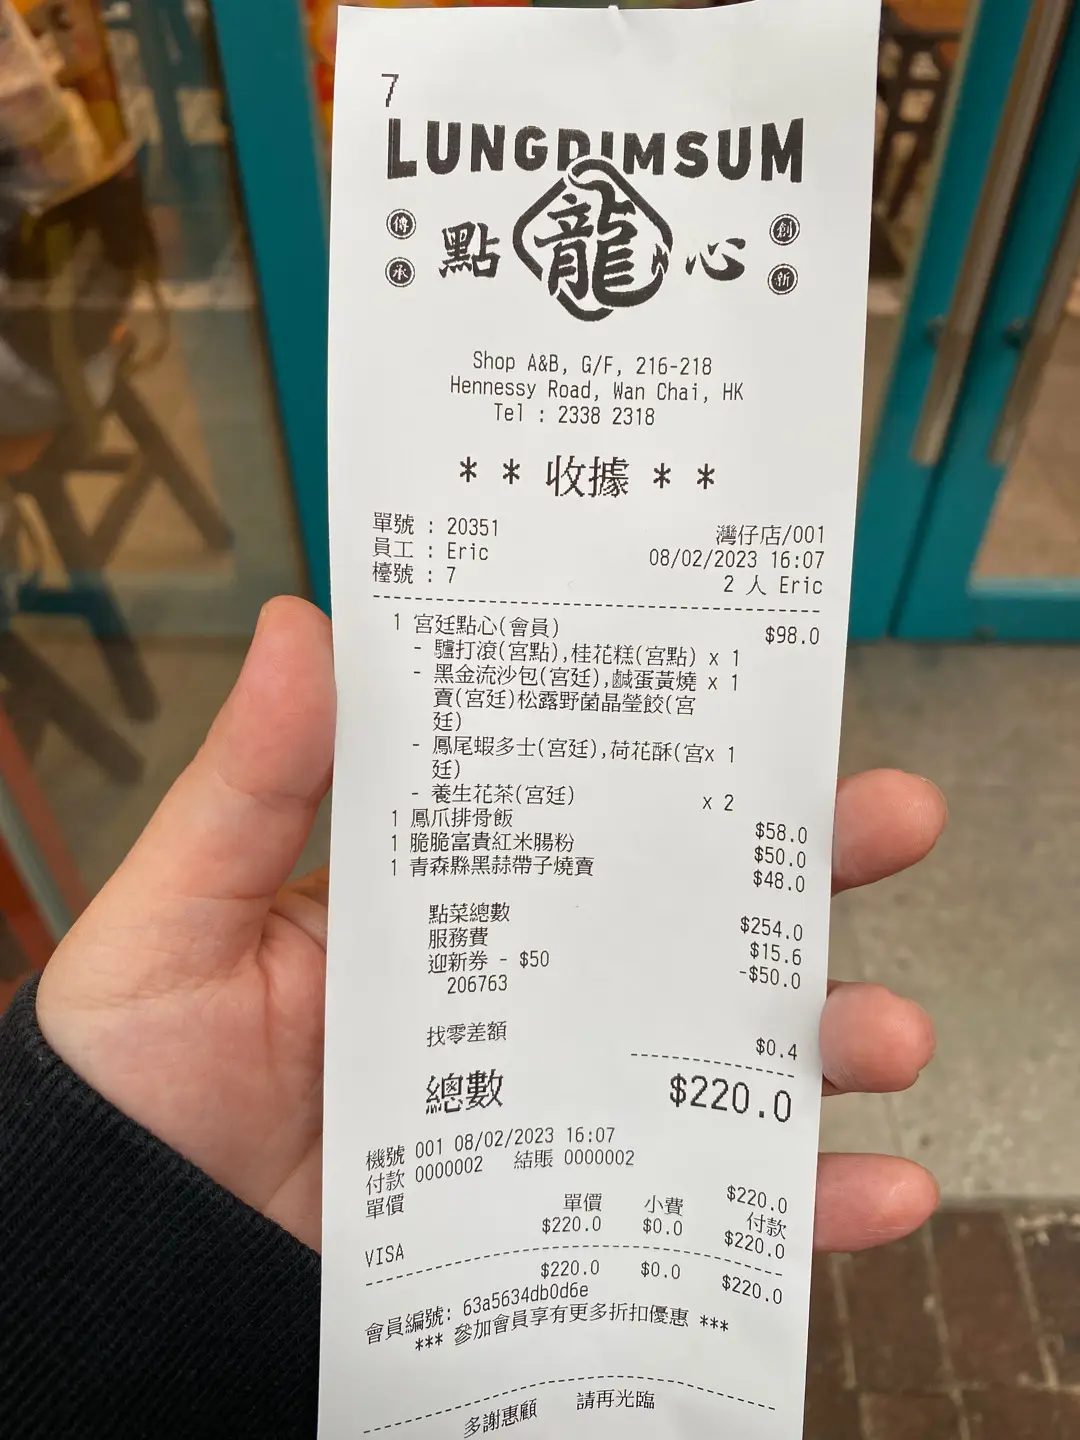 7
LUNGDIMSUM
傳承 點龍心 創新
Shop A&B, G/F, 216-218
Hennessy Road, Wan Chai, HK
Tel : 2338 2318
* * 收據 * *
單號 : 20351 灣仔店/001
員工 : Eric 08/02/2023 16:07
檯號 : 7 2 人 Eric
1 宮廷點心(會員) $98.0
- 驢打滾(宮點),桂花糕(宮點) x 1
- 黑金流沙包(宮廷),鹹蛋黃燒 x 1
賣(宮廷)松露野菌晶瑩餃(宮
廷)
- 鳳尾蝦多士(宮廷),荷花酥(宮x 1
廷)
- 養生花茶(宮廷) x 2
1 鳳爪排骨飯 $58.0
1 脆脆富貴紅米腸粉 $50.0
1 青森縣黑蒜帶子燒賣 $48.0
點菜總數 $254.0
服務費 $15.6
迎新券 - $50 -$50.0
206763
找零差額 $0.4
總數 $220.0
機號 001 08/02/2023 16:07
付款 0000002 結賬 0000002
單價 $220.0
單價 小費 付款
VISA $220.0 $0.0 $220.0
$220.0 $0.0 $220.0
會員編號: 63a5634db0d6e
*** 參加會員享有更多折扣優惠 ***
多謝惠顧 請再光臨